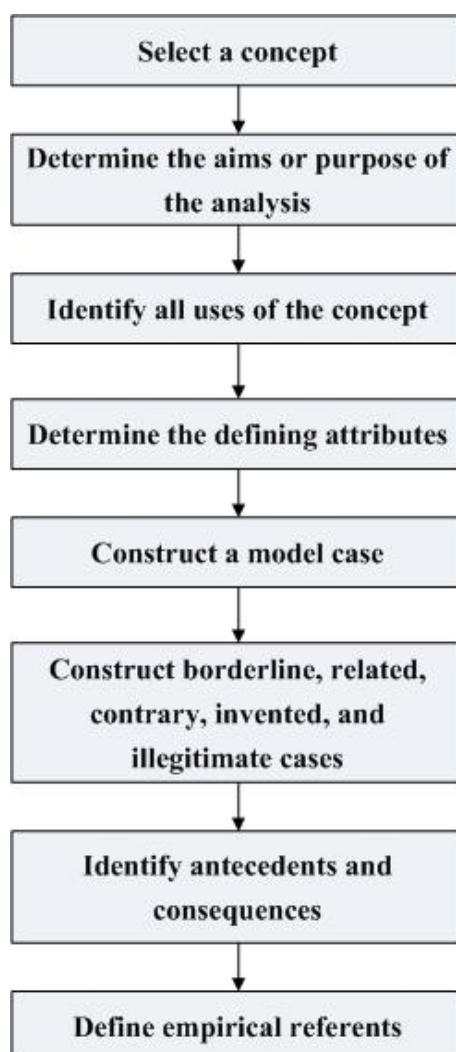 Select a concept
Determine the aims or purpose of
the analysis
Identify all uses of the concept
Determine the defining attributes
Construct a model case
Construct borderline, related,
contrary, invented, and
illegitimate cases
Identify antecedents and
consequences
Define empirical referents